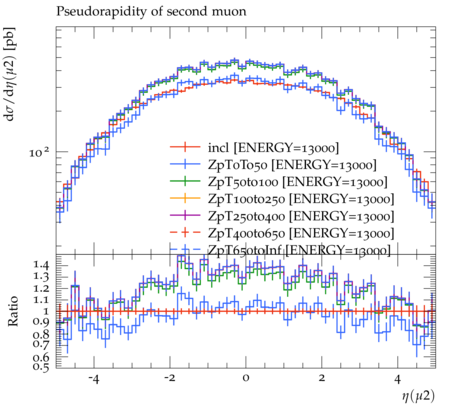 Pseudorapidity of second muon
dσ/dη(μ2) [pb]
10²
incl [ENERGY=13000]
ZpT0To50 [ENERGY=13000]
ZpT50to100 [ENERGY=13000]
ZpT100to250 [ENERGY=13000]
ZpT250to400 [ENERGY=13000]
ZpT400to650 [ENERGY=13000]
ZpT650toInf [ENERGY=13000]
Ratio
1.4
1.3
1.2
1.1
1
0.9
0.8
0.7
0.6
0.5
-4 -2 0 2 4
η(μ2)